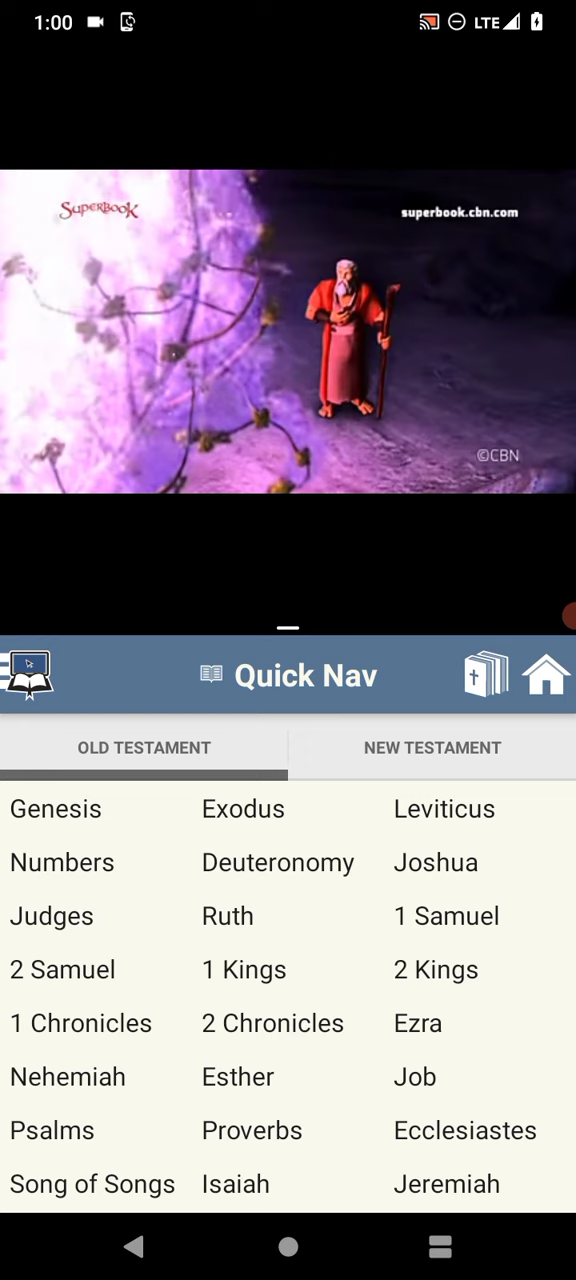 1:00
LTE
SUPERBOOK
superbook.cbn.com
©CBN
Quick Nav
OLD TESTAMENT NEW TESTAMENT
Genesis Exodus Leviticus
Numbers Deuteronomy Joshua
Judges Ruth 1 Samuel
2 Samuel 1 Kings 2 Kings
1 Chronicles 2 Chronicles Ezra
Nehemiah Esther Job
Psalms Proverbs Ecclesiastes
Song of Songs Isaiah Jeremiah